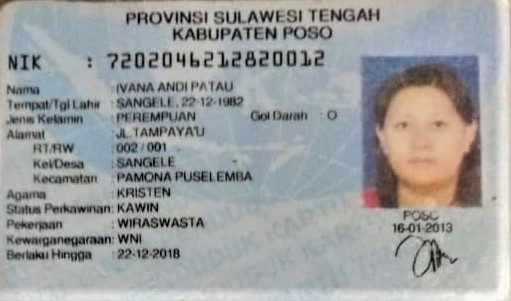 PROVINSI SULAWESI TENGAH
KABUPATEN POSO
NIK : 7202046212820012
Nama : IVANA ANDI PATAU
Tempat/Tgl Lahir : SANGELE, 22-12-1982
Jenis Kelamin : PEREMPUAN Gol Darah : O
Alamat : JL.TAMPAYA'U
RT/RW : 002 / 001
Kel/Desa : SANGELE
Kecamatan : PAMONA PUSELEMBA
Agama : KRISTEN
Status Perkawinan: KAWIN
Pekerjaan : WIRASWASTA
Kewarganegaraan: WNI
Berlaku Hingga : 22-12-2018
POSO
16-01-2013